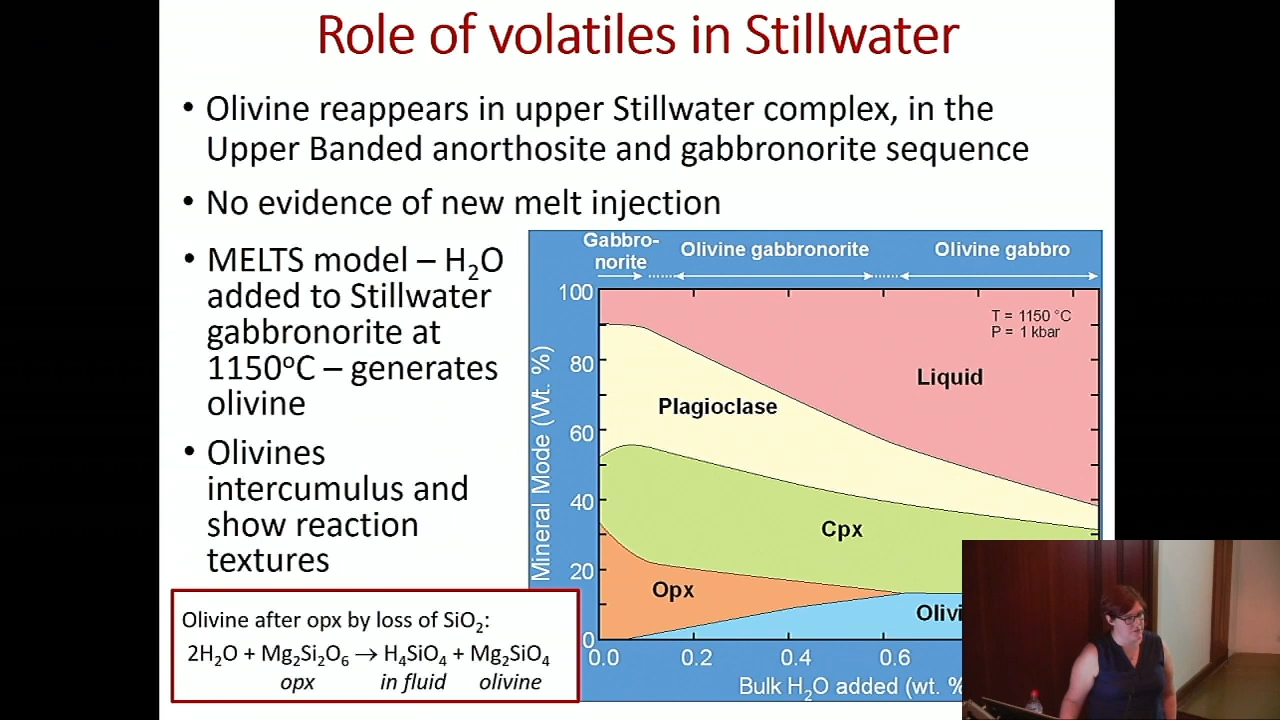 Role of volatiles in Stillwater
• Olivine reappears in upper Stillwater complex, in the
Upper Banded anorthosite and gabbronorite sequence
• No evidence of new melt injection
• MELTS model – H₂O
added to Stillwater
gabbronorite at
1150ºC – generates
olivine
• Olivines
intercumulus and
show reaction
textures
Olivine after opx by loss of SiO₂:
2H₂O + Mg₂Si₂O₆ → H₄SiO₄ + Mg₂SiO₄
opx in fluid olivine
Gabbro-
norite
Olivine gabbronorite
Olivine gabbro
100
80
60
40
20
0
Mineral Mode (Wt. %)
T = 1150 °C
P = 1 kbar
Liquid
Plagioclase
Cpx
Opx
Olivi
0.0 0.2 0.4 0.6
Bulk H₂O added (wt. %